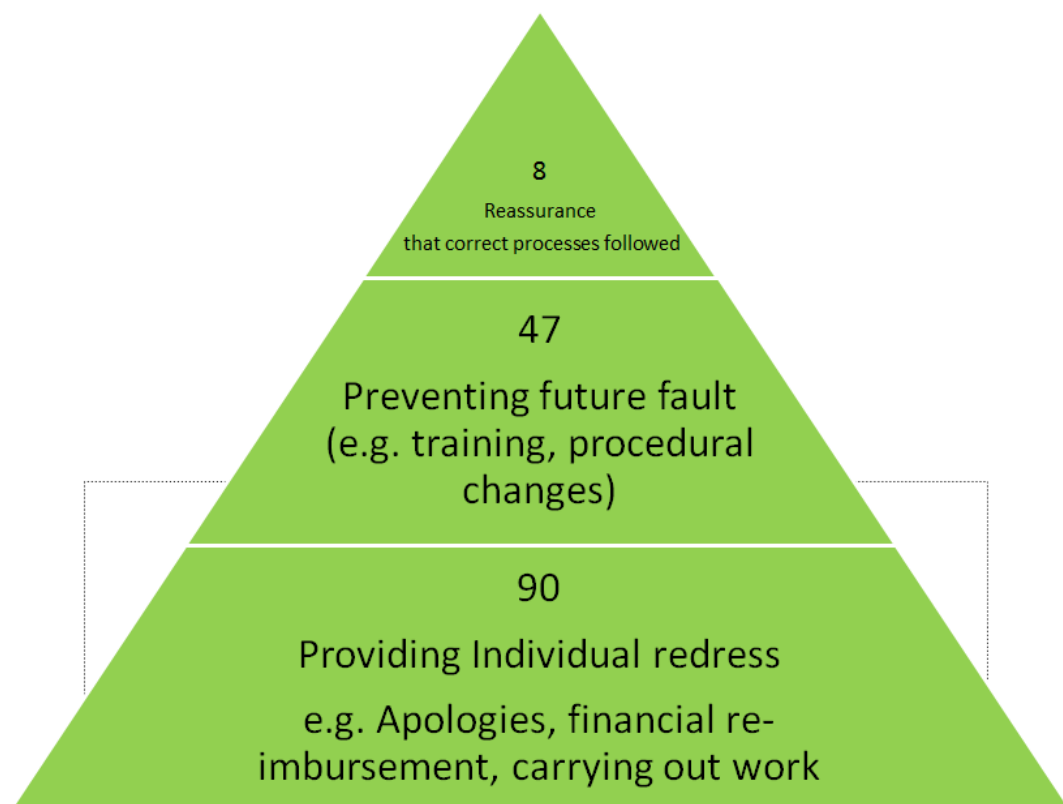 8
Reassurance
that correct processes followed
47
Preventing future fault
(e.g. training, procedural
changes)
90
Providing Individual redress
e.g. Apologies, financial re-
imbursement, carrying out work